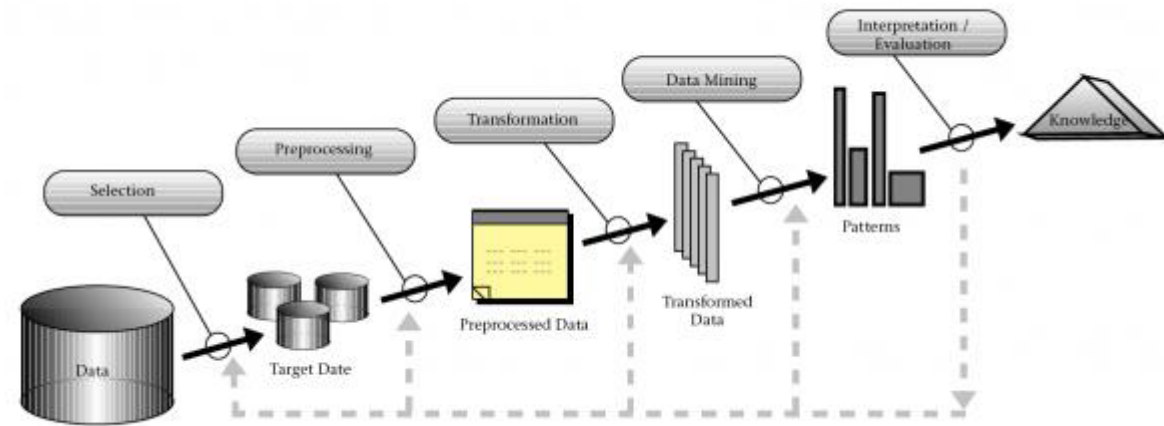 Interpretation /
Evaluation
Data Mining
Transformation
Preprocessing
Selection
Knowledge
Patterns
Transformed
Data
Preprocessed Data
Target Date
Data